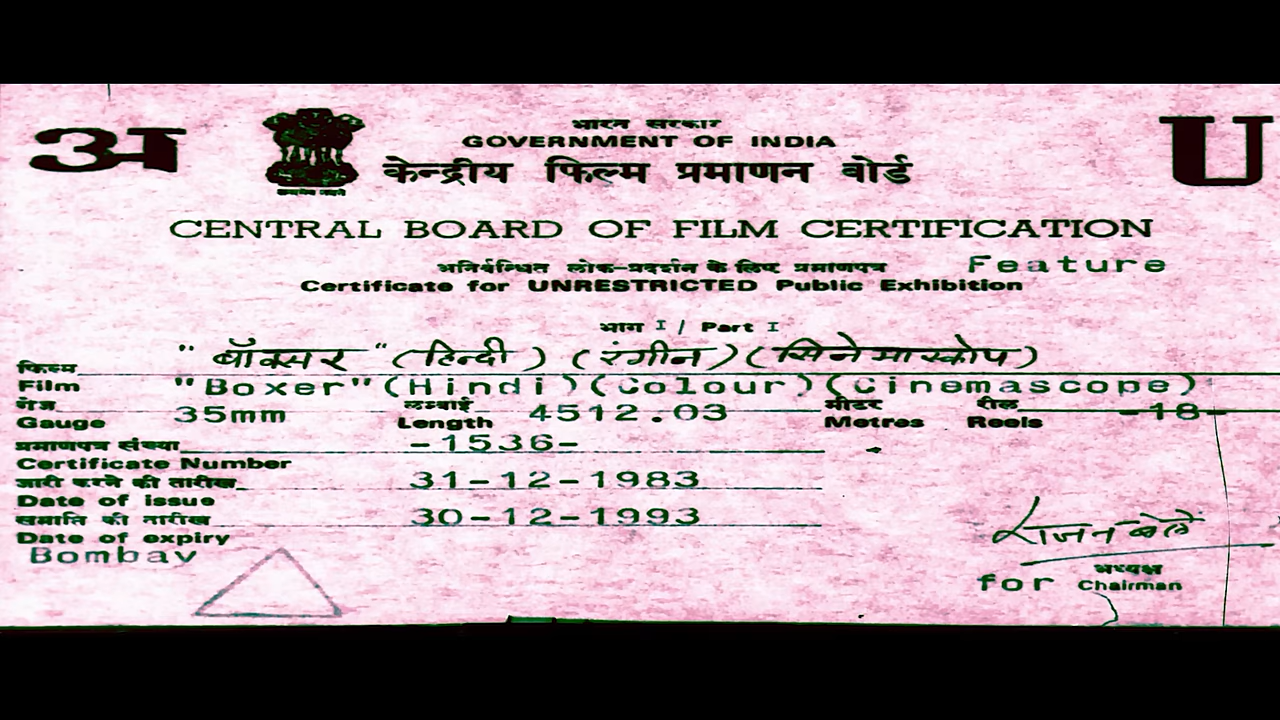 अ
U
भारत सरकार
GOVERNMENT OF INDIA
केन्द्रीय फिल्म प्रमाणन बोर्ड
CENTRAL BOARD OF FILM CERTIFICATION
अनिर्बन्धित लोक-प्रदर्शन के लिए प्रमाणपत्र Feature
Certificate for UNRESTRICTED Public Exhibition
भाग I / Part I
फिल्म "बॉक्सर" (हिन्दी) (रंगीन) (सिनेमास्कोप)
Film "Boxer"(Hindi)(Colour)(Cinemascope)
गेज लम्बाई मीटर रील
Gauge 35mm Length 4512.03 Metres Reels -18-
प्रमाणपत्र संख्या -1536-
Certificate Number
जारी करने की तारीख 31-12-1983
Date of issue
समाप्ति की तारीख 30-12-1993
Date of expiry
Bombay
अध्यक्ष
for Chairman